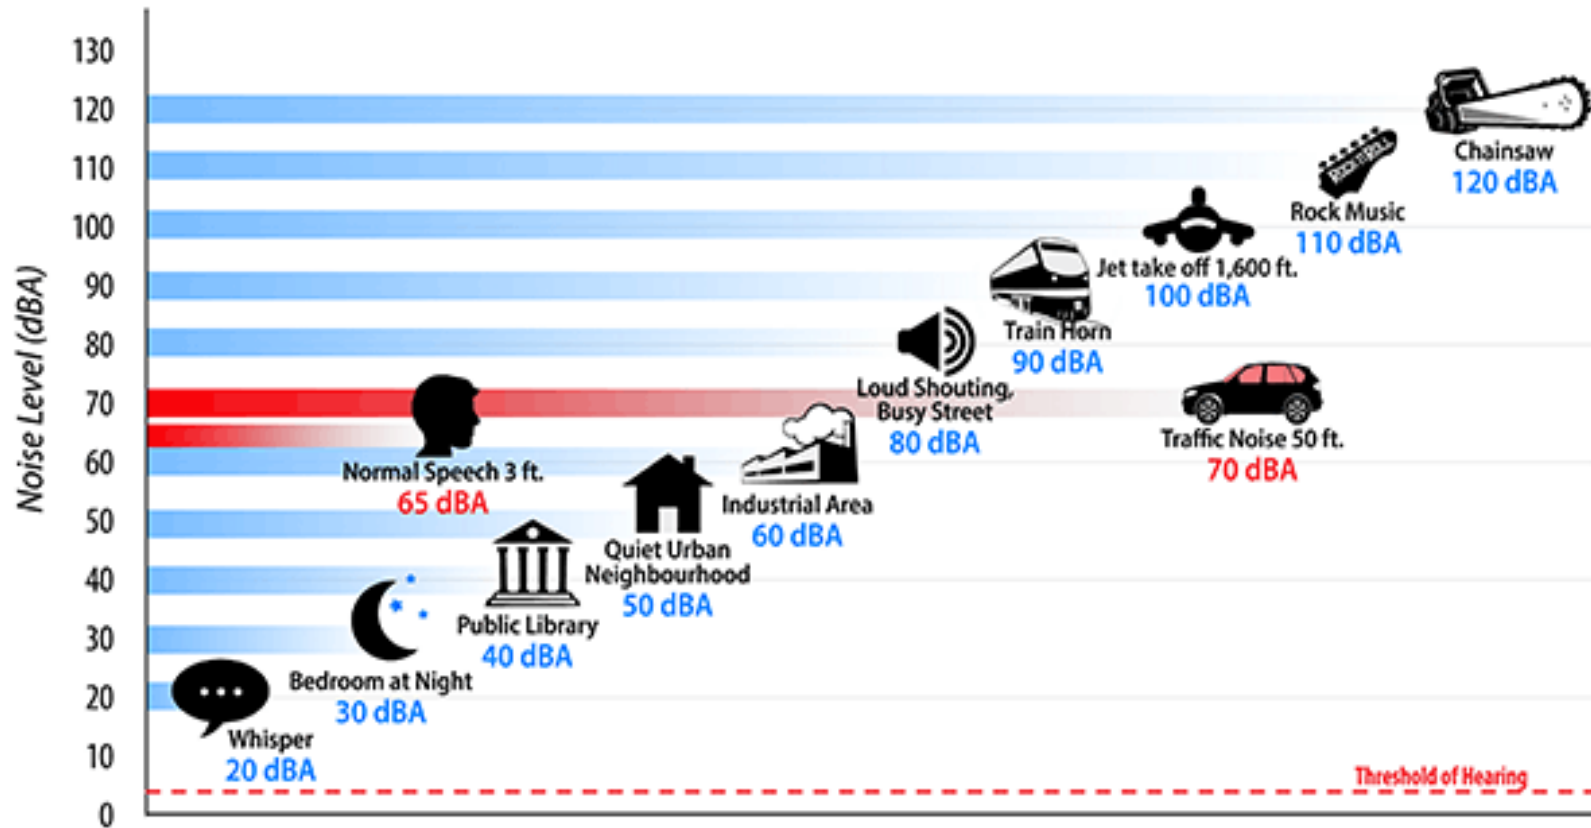 Noise Level (dBA)
130
120
110
100
90
80
70
60
50
40
30
20
10
0
Chainsaw
120 dBA
ROCK'N'ROLL
Rock Music
110 dBA
Jet take off 1,600 ft.
100 dBA
Train Horn
90 dBA
Loud Shouting,
Busy Street
80 dBA
Traffic Noise 50 ft.
70 dBA
Normal Speech 3 ft.
65 dBA
Industrial Area
60 dBA
Quiet Urban
Neighbourhood
50 dBA
Public Library
40 dBA
Bedroom at Night
30 dBA
Whisper
20 dBA
Threshold of Hearing